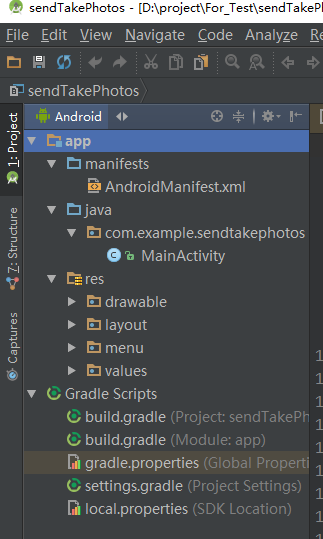 sendTakePhotos - [D:\project\For_Test\sendTakePh
File Edit View Navigate Code Analyze Re
sendTakePhotos
Android
1: Project
7: Structure
Captures
app
manifests
AndroidManifest.xml
java
com.example.sendtakephotos
MainActivity
res
drawable
layout
menu
values
Gradle Scripts
build.gradle (Project: sendTakePh
build.gradle (Module: app)
gradle.properties (Global Properti
settings.gradle (Project Settings)
local.properties (SDK Location)